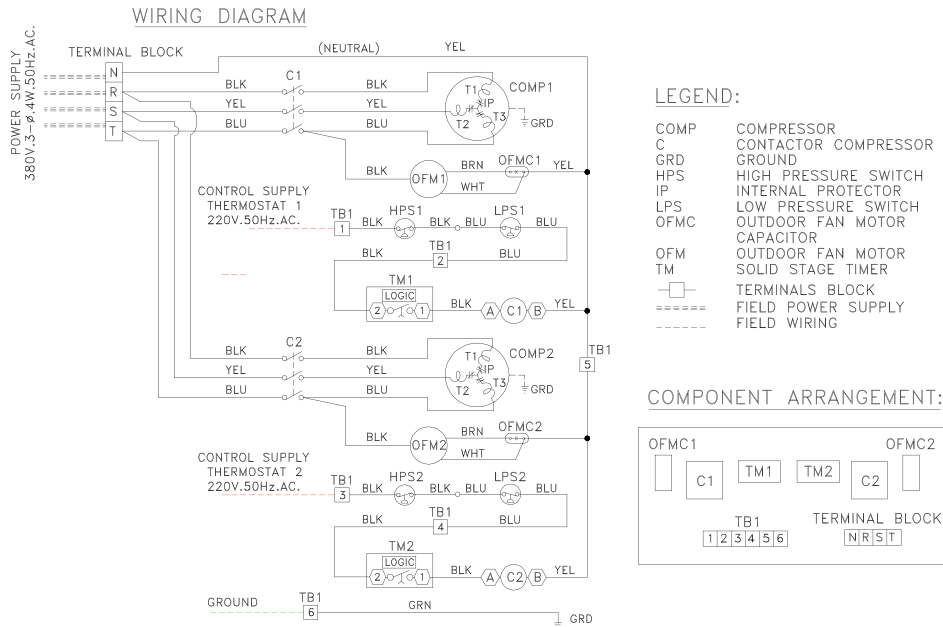 WIRING DIAGRAM
POWER SUPPLY
380V.3-ø.4W.50Hz.AC.
TERMINAL BLOCK
(NEUTRAL) YEL
N
R
S
T
C1
BLK BLK
YEL YEL
BLU BLU
COMP1
T1
IP
T2
T3
GRD
BLK
OFM1
BRN
WHT
OFMC1
YEL
CONTROL SUPPLY
THERMOSTAT 1
220V.50Hz.AC.
TB1
1
BLK
HPS1
BLK
BLU
LPS1
BLU
BLK
TB1
2
BLU
TM1
LOGIC
2
1
BLK
A
C1
B
YEL
C2
BLK BLK
YEL YEL
BLU BLU
COMP2
T1
IP
T2
T3
GRD
TB1
5
BLK
OFM2
BRN
WHT
OFMC2
CONTROL SUPPLY
THERMOSTAT 2
220V.50Hz.AC.
TB1
3
BLK
HPS2
BLK
BLU
LPS2
BLU
BLK
TB1
4
BLU
TM2
LOGIC
2
1
BLK
A
C2
B
YEL
GROUND
TB1
6
GRN
GRD
LEGEND:
COMP COMPRESSOR
C CONTACTOR COMPRESSOR
GRD GROUND
HPS HIGH PRESSURE SWITCH
IP INTERNAL PROTECTOR
LPS LOW PRESSURE SWITCH
OFMC OUTDOOR FAN MOTOR
CAPACITOR
OFM OUTDOOR FAN MOTOR
TM SOLID STAGE TIMER
TERMINALS BLOCK
FIELD POWER SUPPLY
FIELD WIRING
COMPONENT ARRANGEMENT:
OFMC1 OFMC2
C1 TM1 TM2 C2
TB1
1 2 3 4 5 6
TERMINAL BLOCK
N R S T